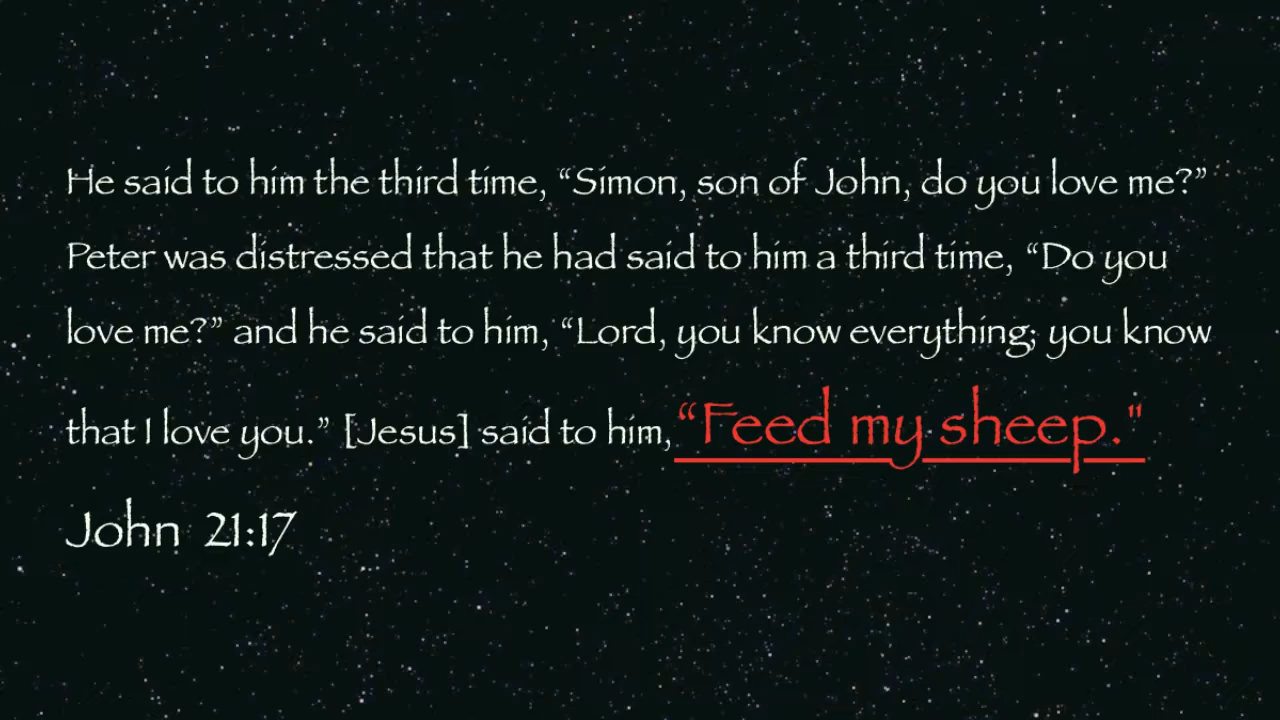 He said to him the third time, “Simon, son of John, do you love me?”
Peter was distressed that he had said to him a third time, “Do you
love me?” and he said to him, “Lord, you know everything; you know
that I love you.” [Jesus] said to him, “Feed my sheep."
John 21:17